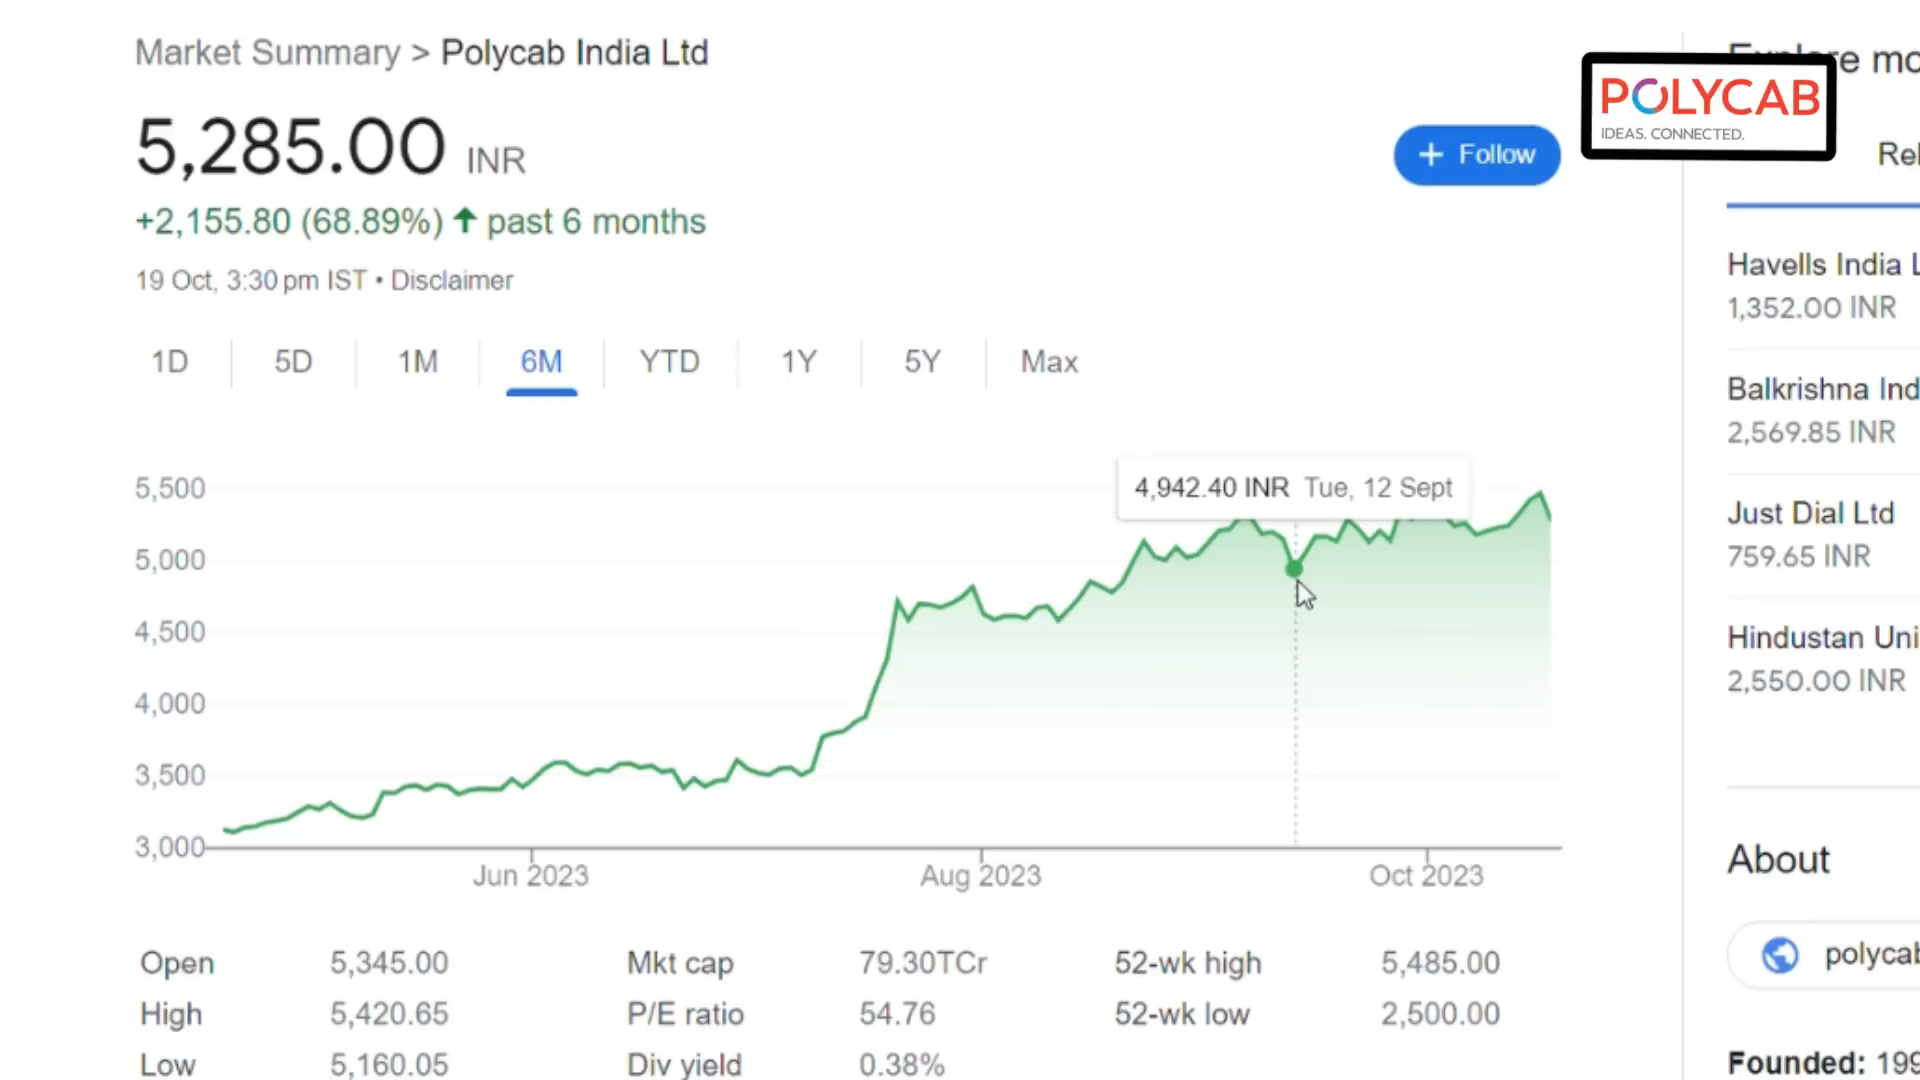 Market Summary > Polycab India Ltd
5,285.00 INR
+2,155.80 (68.89%) ↑ past 6 months
19 Oct, 3:30 pm IST • Disclaimer
+ Follow
POLYCAB
IDEAS. CONNECTED.
1D 5D 1M 6M YTD 1Y 5Y Max
4,942.40 INR Tue, 12 Sept
5,500
5,000
4,500
4,000
3,500
3,000
Jun 2023 Aug 2023 Oct 2023
Open 5,345.00 Mkt cap 79.30TCr 52-wk high 5,485.00
High 5,420.65 P/E ratio 54.76 52-wk low 2,500.00
Low 5,160.05 Div yield 0.38%
Havells India
1,352.00 INR
Balkrishna Ind
2,569.85 INR
Just Dial Ltd
759.65 INR
Hindustan Uni
2,550.00 INR
About
polycab
Founded: 199